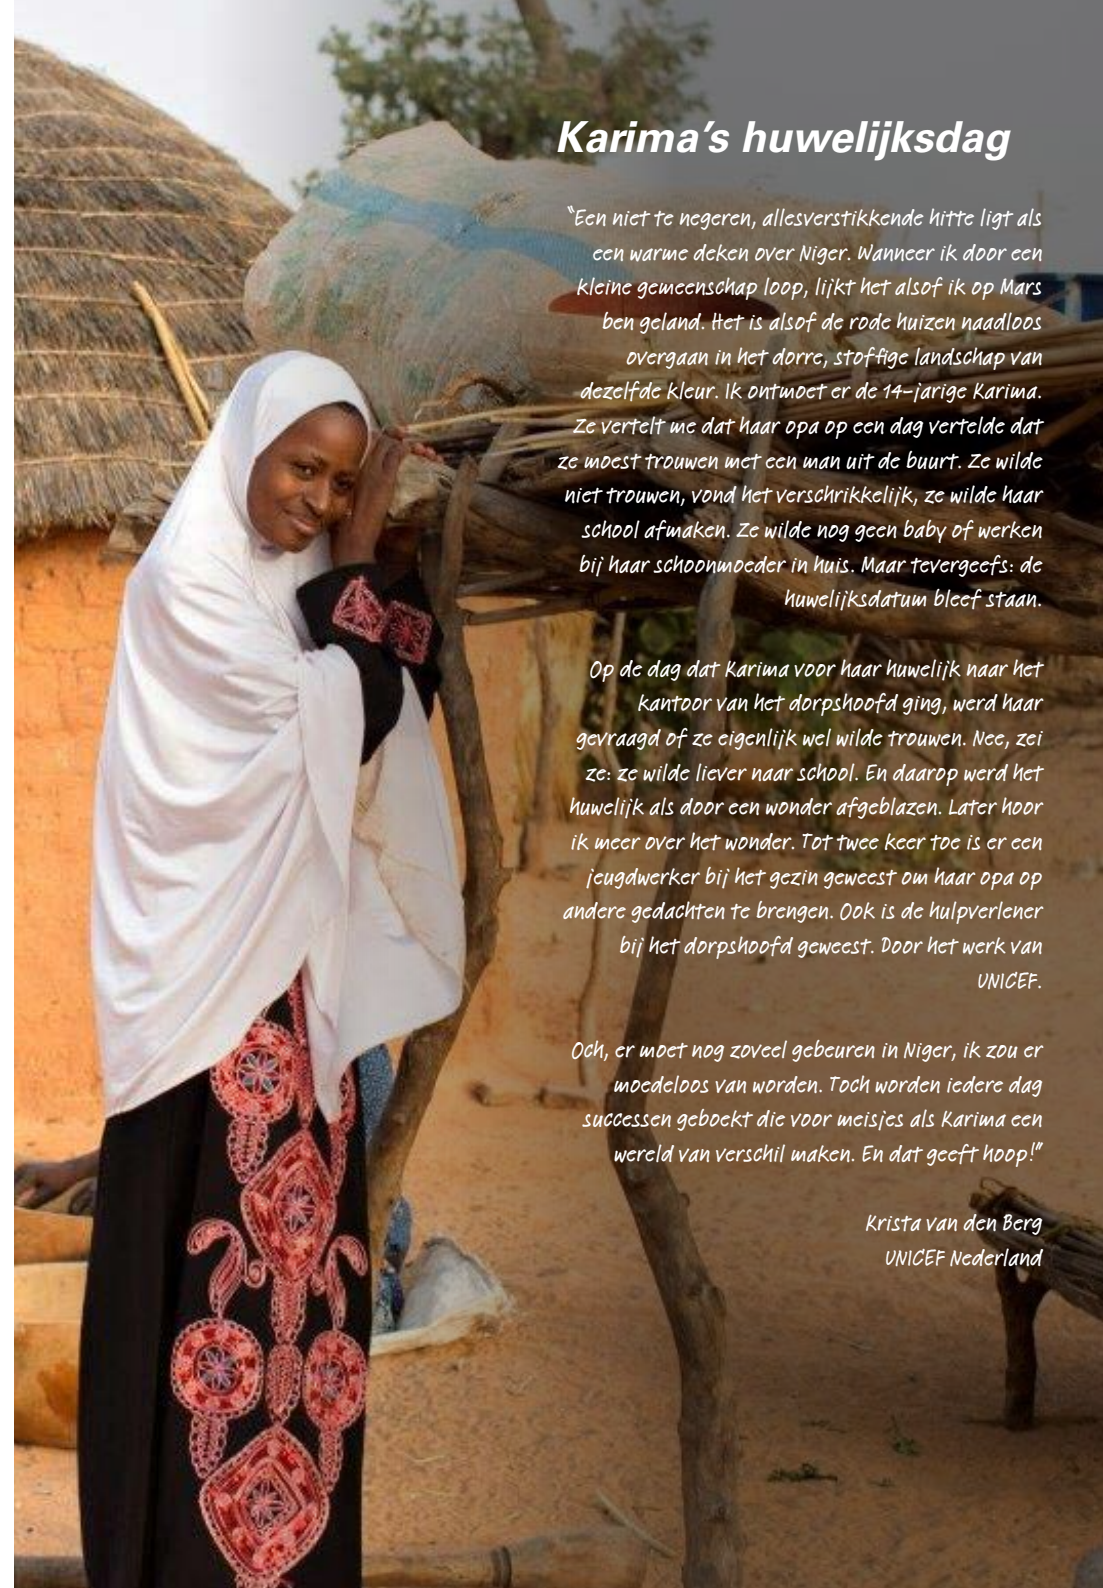 Karima's huwelijksdag
“Een niet te negeren, allesverstikkende hitte ligt als
een warme deken over Niger. Wanneer ik door een
kleine gemeenschap loop, lijkt het alsof ik op Mars
ben geland. Het is alsof de rode huizen naadloos
overgaan in het dorre, stoffige landschap van
dezelfde kleur. Ik ontmoet er de 14-jarige Karima.
Ze vertelt me dat haar opa op een dag vertelde dat
ze moest trouwen met een man uit de buurt. Ze wilde
niet trouwen, vond het verschrikkelijk, ze wilde haar
school afmaken. Ze wilde nog geen baby of werken
bij haar schoonmoeder in huis. Maar tevergeefs: de
huwelijksdatum bleef staan.
Op de dag dat Karima voor haar huwelijk naar het
kantoor van het dorpshoofd ging, werd haar
gevraagd of ze eigenlijk wel wilde trouwen. Nee, zei
ze: ze wilde liever naar school. En daarop werd het
huwelijk als door een wonder afgeblazen. Later hoor
ik meer over het wonder. Tot twee keer toe is er een
jeugdwerker bij het gezin geweest om haar opa op
andere gedachten te brengen. Ook is de hulpverlener
bij het dorpshoofd geweest. Door het werk van
UNICEF.
Och, er moet nog zoveel gebeuren in Niger, ik zou er
moedeloos van worden. Toch worden iedere dag
successen geboekt die voor meisjes als Karima een
wereld van verschil maken. En dat geeft hoop!”
Krista van den Berg
UNICEF Nederland